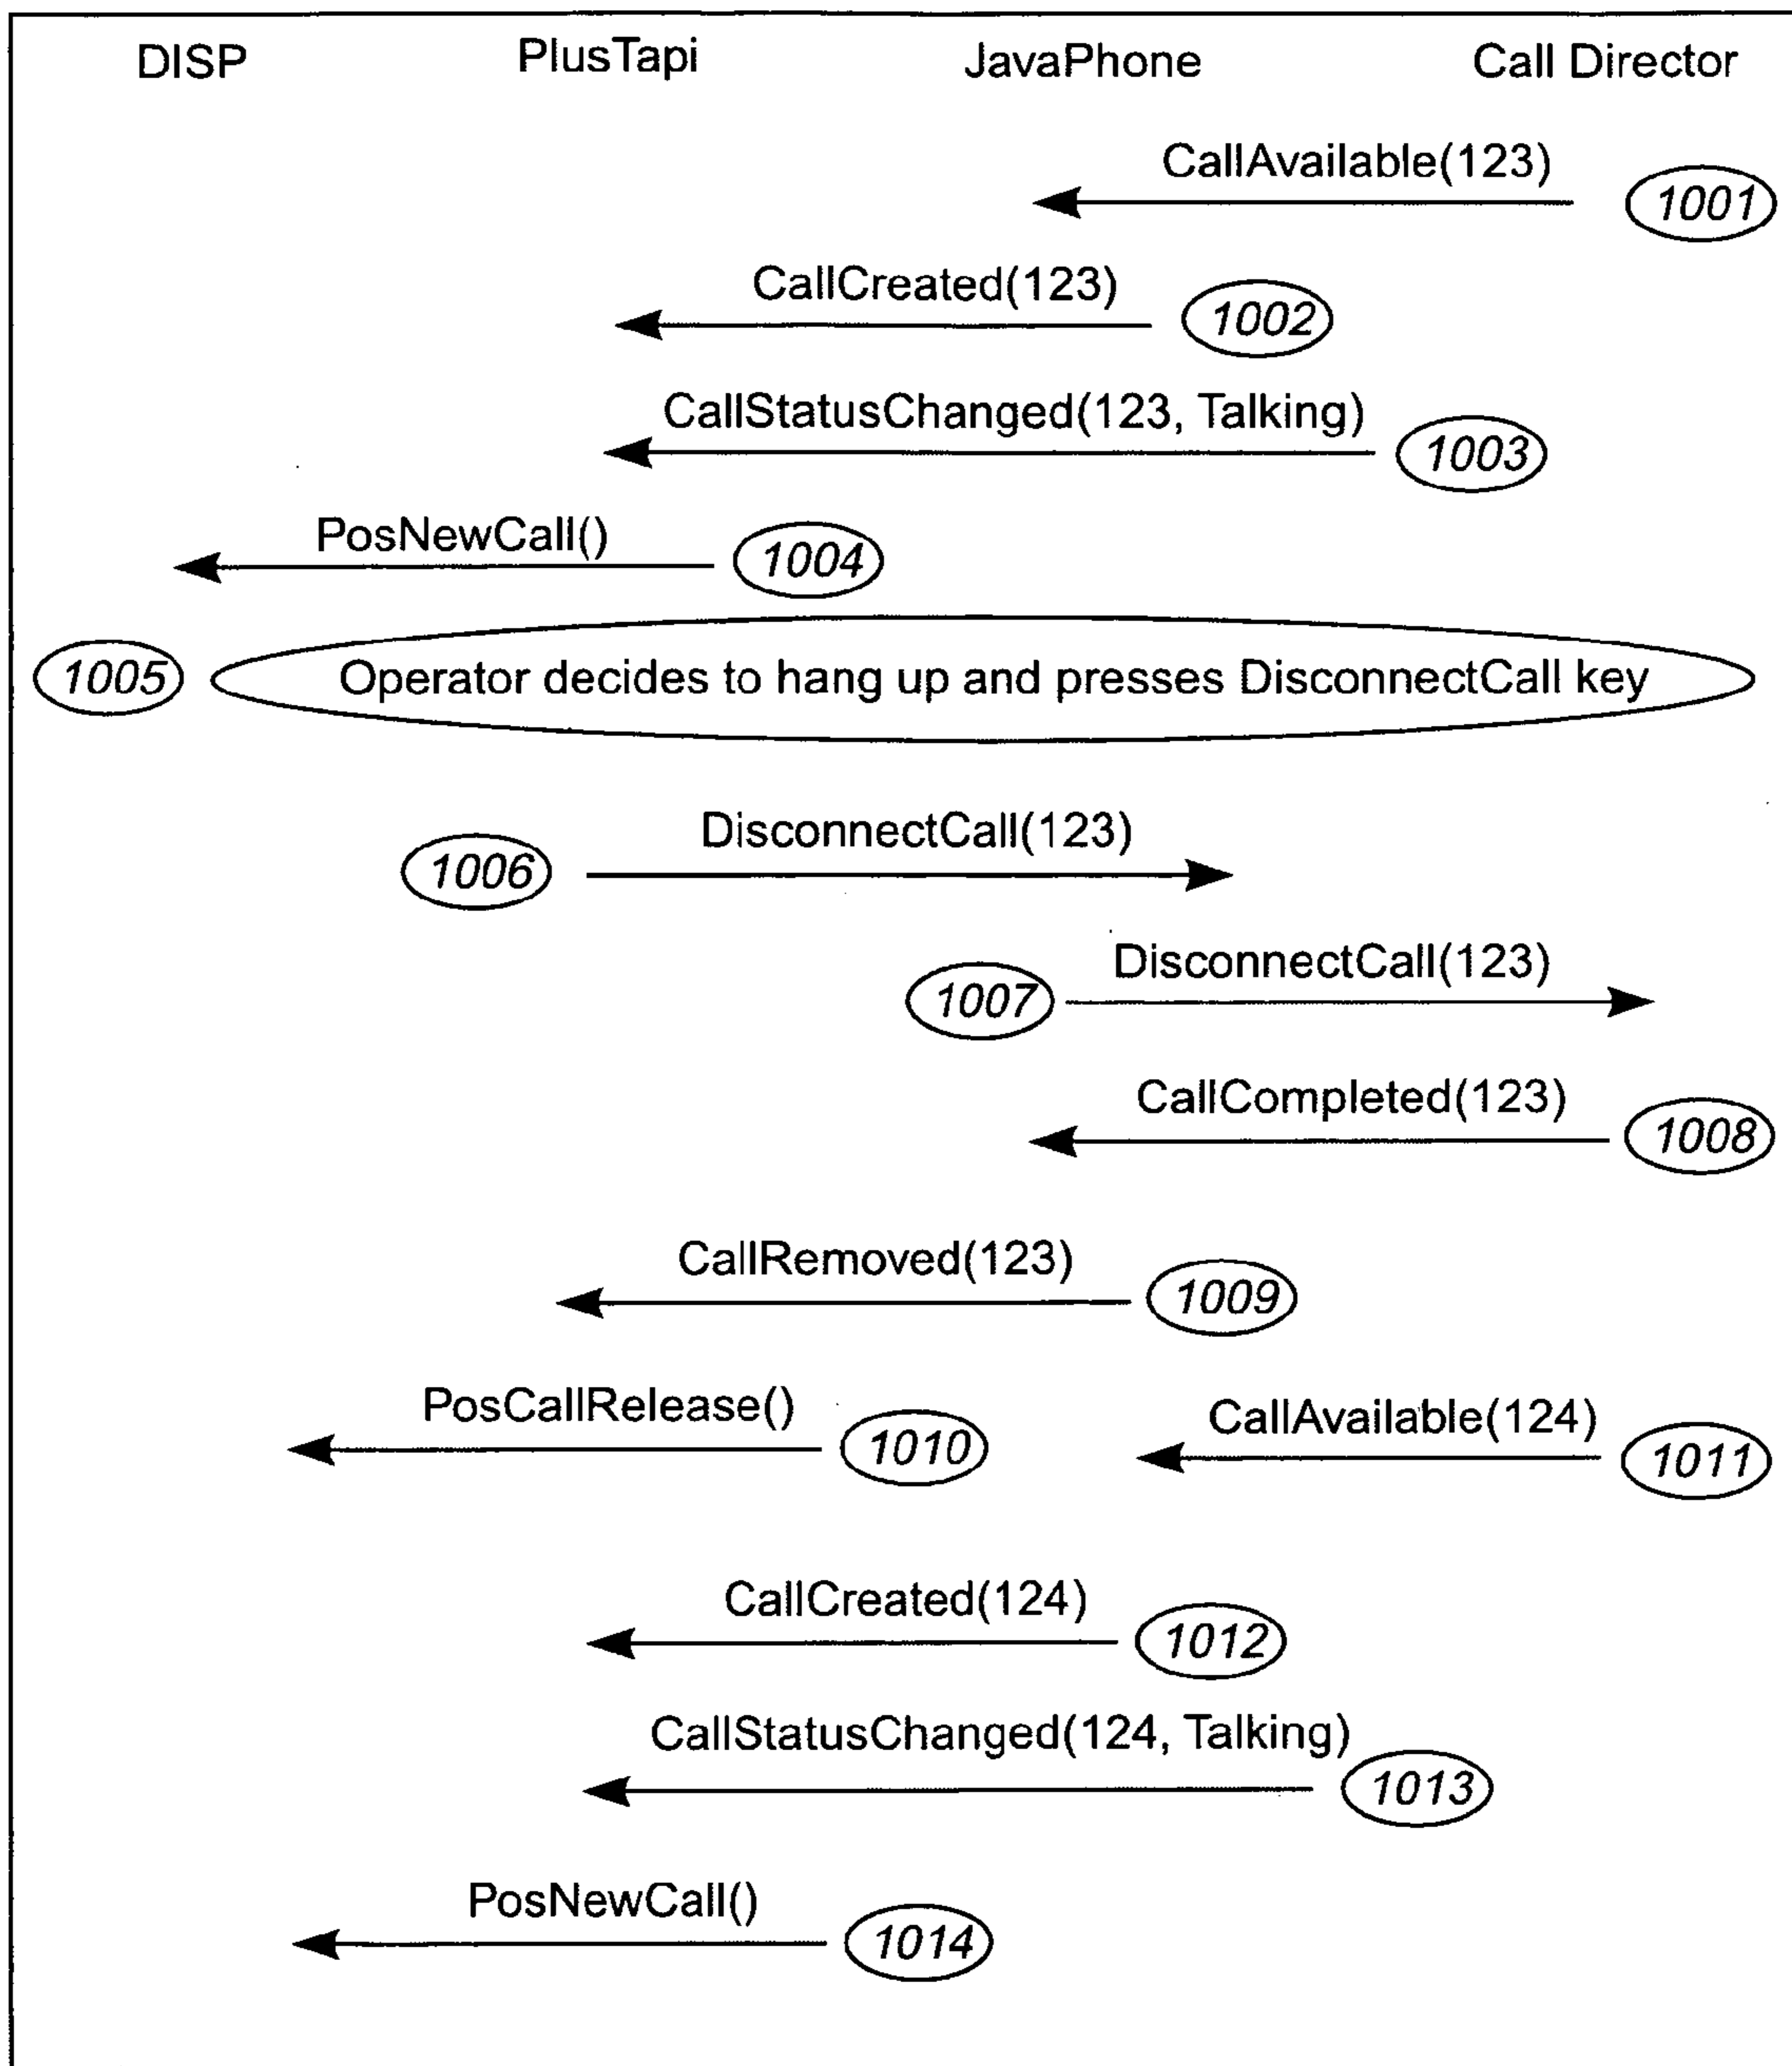 DISP PlusTapi JavaPhone Call Director
CallAvailable(123)
1001
CallCreated(123)
1002
CallStatusChanged(123, Talking)
1003
PosNewCall()
1004
1005 Operator decides to hang up and presses DisconnectCall key
DisconnectCall(123)
1006
DisconnectCall(123)
1007
CallCompleted(123)
1008
CallRemoved(123)
1009
PosCallRelease()
1010
CallAvailable(124)
1011
CallCreated(124)
1012
CallStatusChanged(124, Talking)
1013
PosNewCall()
1014